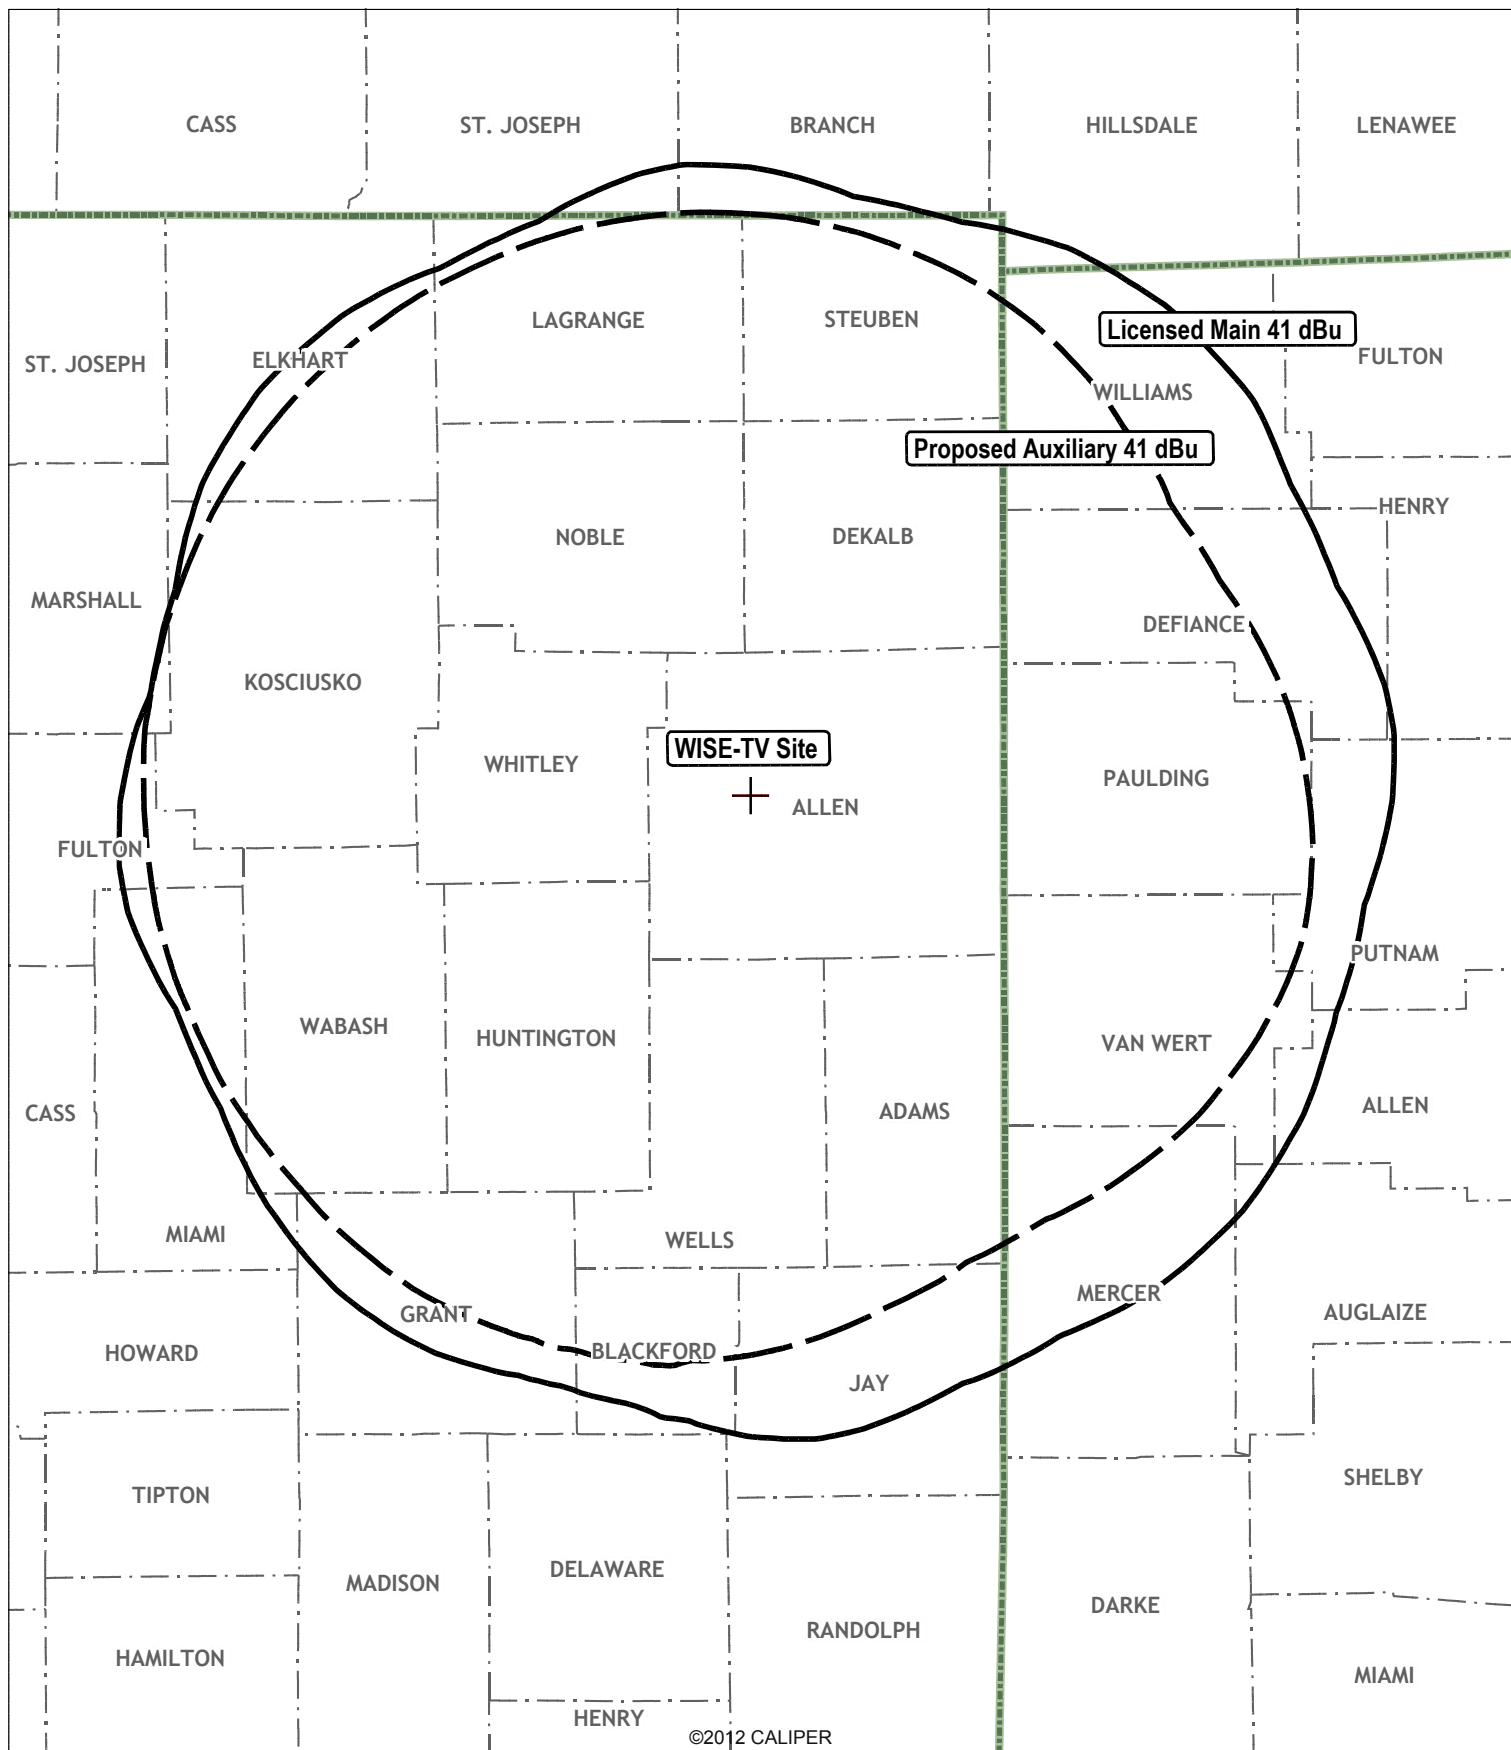 CASS
ST. JOSEPH
BRANCH
HILLSDALE
LENAWEE
LAGRANGE
STEUBEN
Licensed Main 41 dBu
ST. JOSEPH
ELKHART
FULTON
WILLIAMS
Proposed Auxiliary 41 dBu
HENRY
NOBLE
DEKALB
MARSHALL
DEFIANCE
KOSCIUSKO
WISE-TV Site
WHITLEY
PAULDING
ALLEN
FULTON
PUTNAM
WABASH
HUNTINGTON
VAN WERT
CASS
ADAMS
ALLEN
MIAMI
WELLS
MERCER
GRANT
AUGLAIZE
HOWARD
BLACKFORD
JAY
TIPTON
SHELBY
MADISON
DELAWARE
DARKE
RANDOLPH
HAMILTON
MIAMI
HENRY
©2012 CALIPER